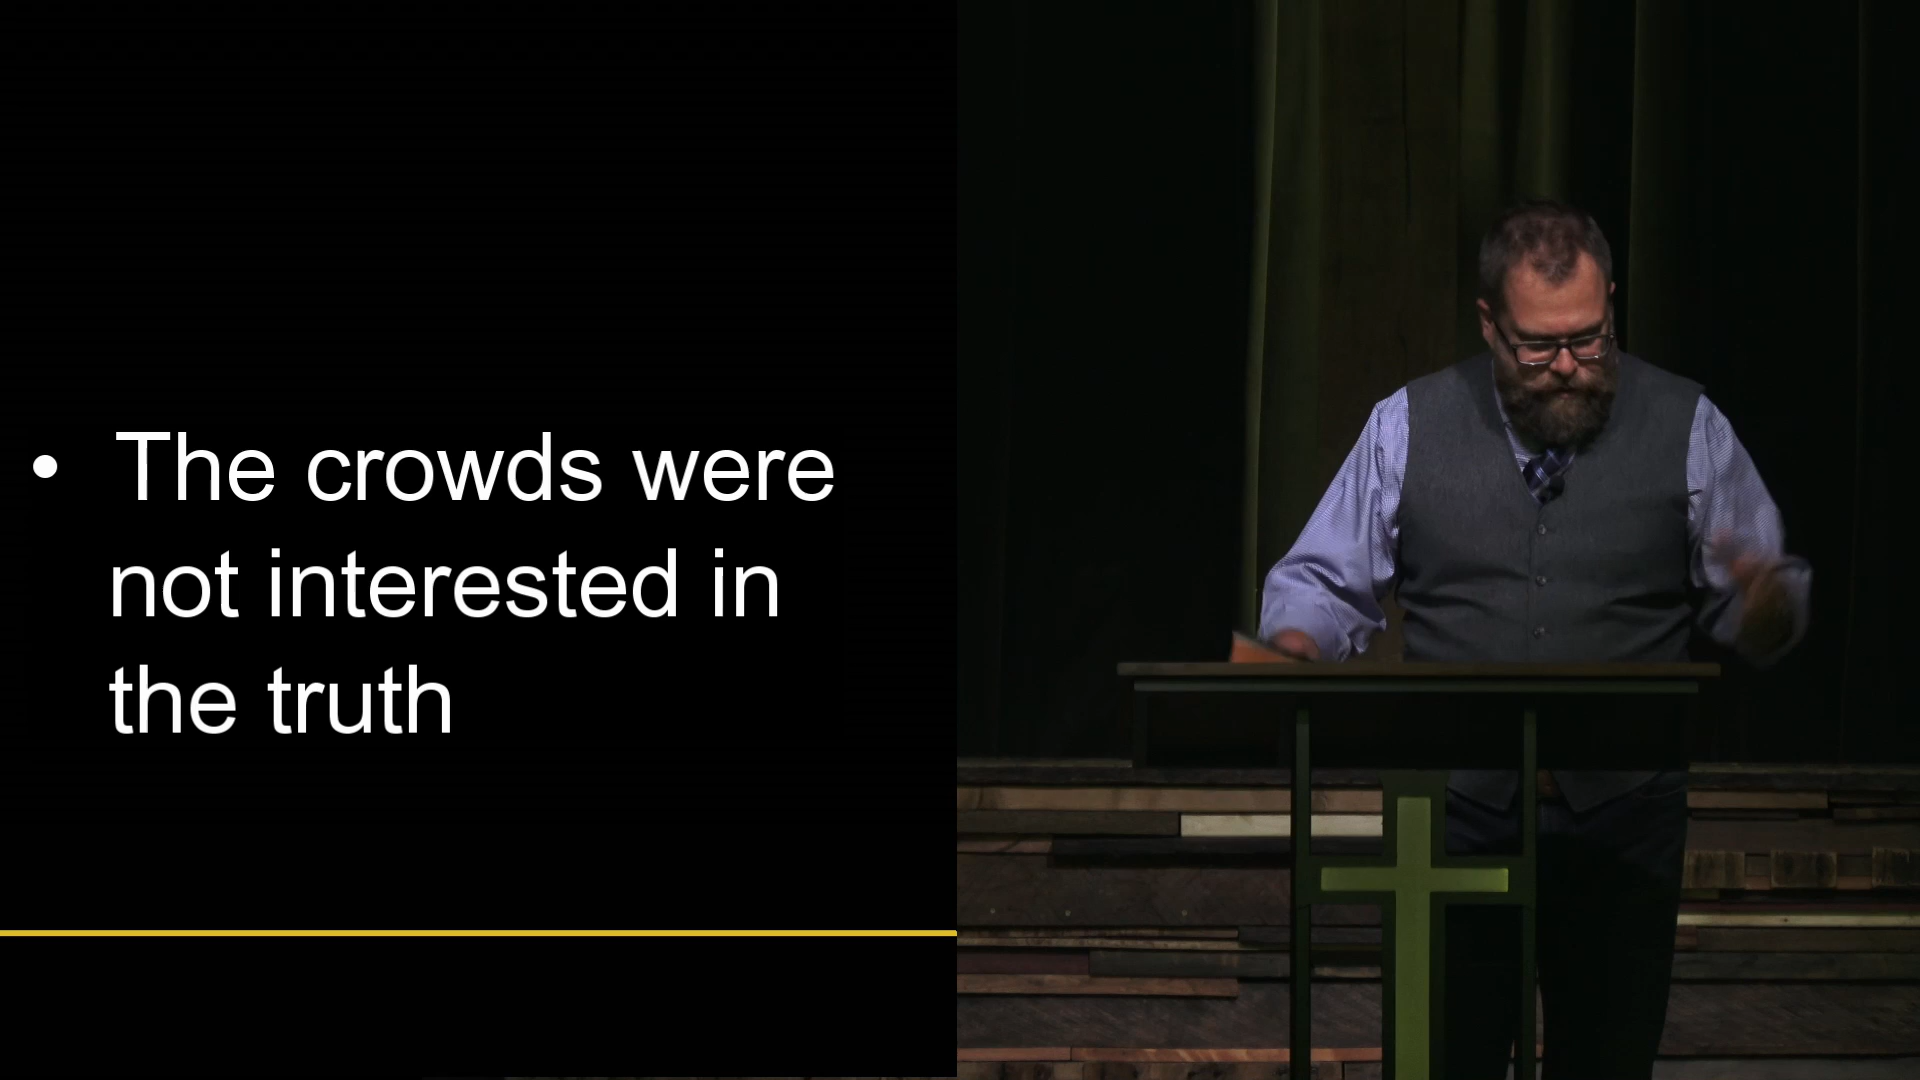 • The crowds were
not interested in
the truth